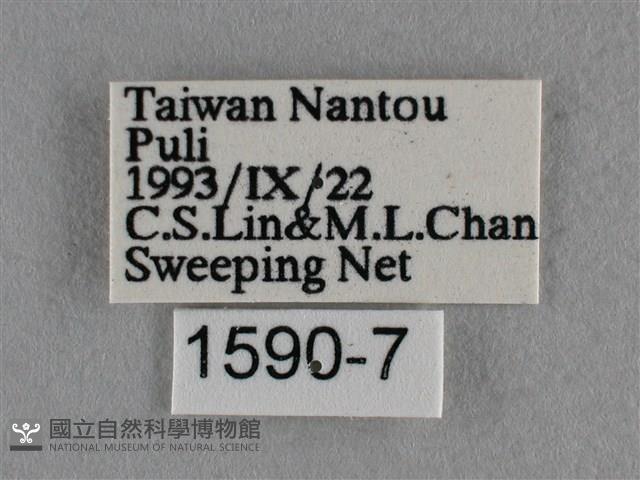 Taiwan Nantou
Puli
1993/IX/22
C.S.Lin&M.L.Chan
Sweeping Net
1590-7
國立自然科學博物館
NATIONAL MUSEUM OF NATURAL SCIENCE